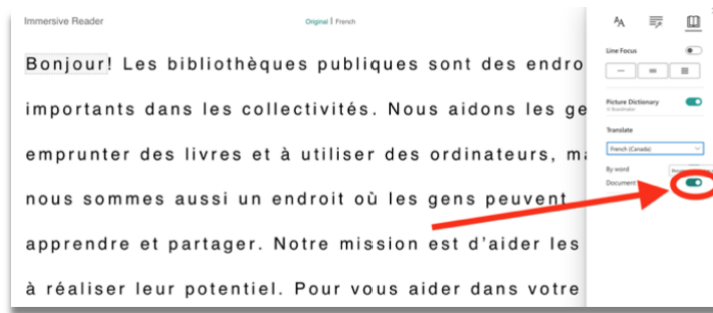 Immersive Reader
Original | French
Bonjour! Les bibliothèques publiques sont des endro
importants dans les collectivités. Nous aidons les ge
emprunter des livres et à utiliser des ordinateurs, ma
nous sommes aussi un endroit où les gens peuvent
apprendre et partager. Notre mission est d'aider les
à réaliser leur potentiel. Pour vous aider dans votre
AA
Line Focus
Picture Dictionary
Translate
French (Canada)
By word
Document